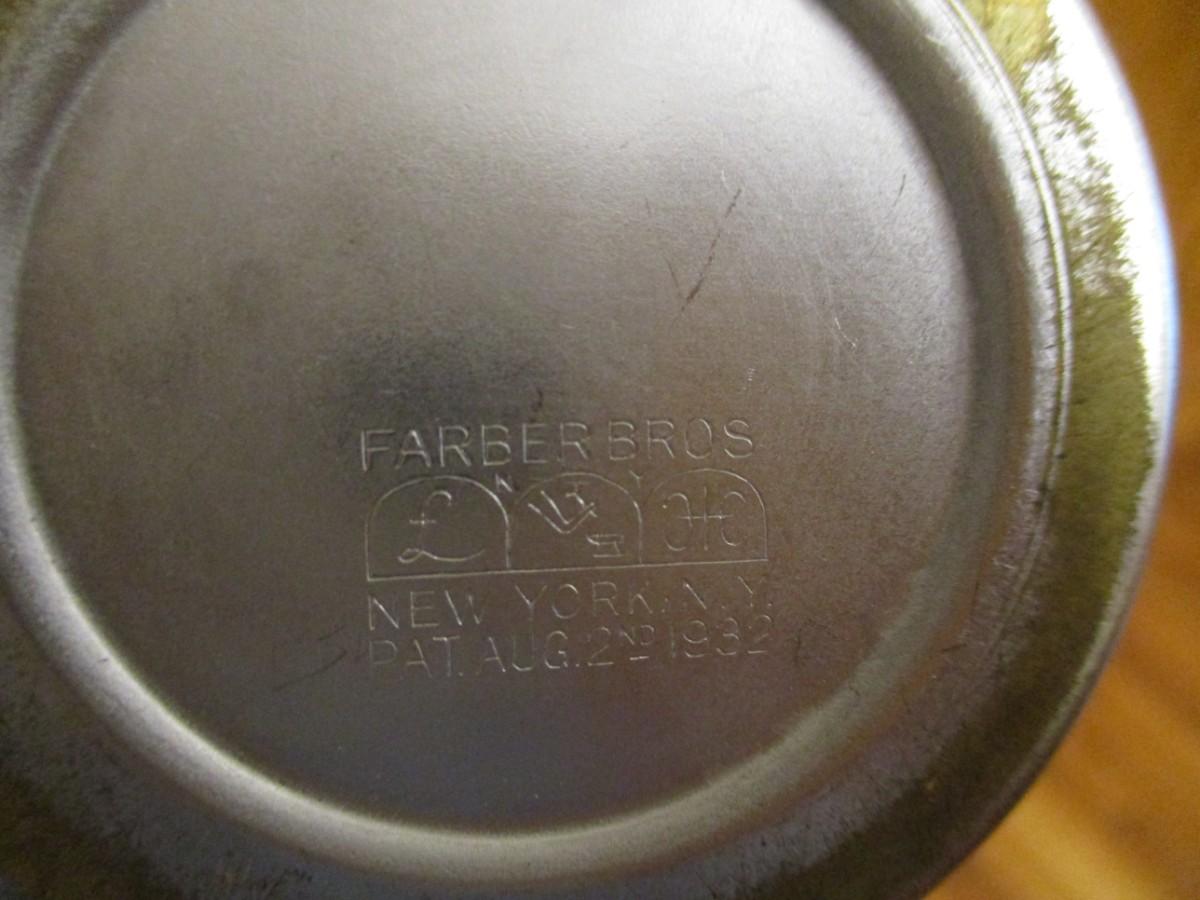 FARBER BROS
N Y
NEW YORK, N.Y.
PAT. AUG. 2ND 1932